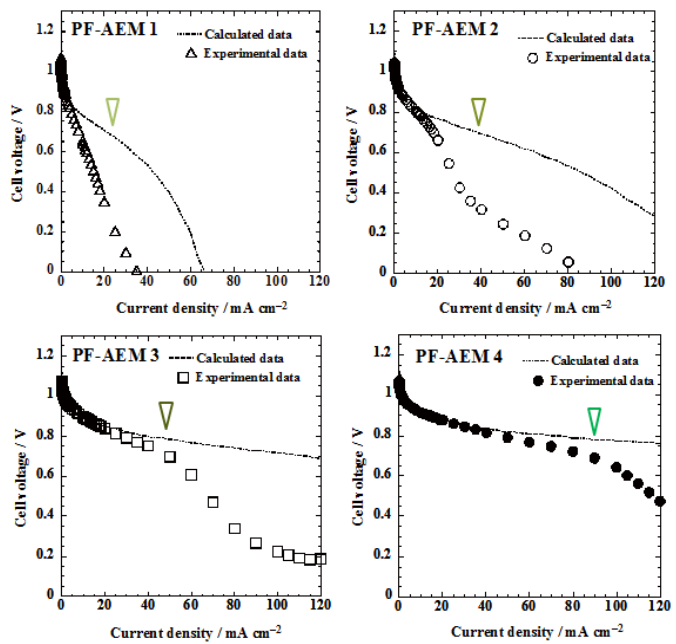 PF-AEM 1
Calculated data
Experimental data
Cell voltage / V
1.2
1
0.8
0.6
0.4
0.2
0
0 20 40 60 80 100 120
Current density / mA cm⁻²
PF-AEM 2
Calculated data
Experimental data
Cell voltage / V
1.2
1
0.8
0.6
0.4
0.2
0
0 20 40 60 80 100 120
Current density / mA cm⁻²
PF-AEM 3
Calculated data
Experimental data
Cell voltage / V
1.2
1
0.8
0.6
0.4
0.2
0
0 20 40 60 80 100 120
Current density / mA cm⁻²
PF-AEM 4
Calculated data
Experimental data
Cell voltage / V
1.2
1
0.8
0.6
0.4
0.2
0
0 20 40 60 80 100 120
Current density / mA cm⁻²